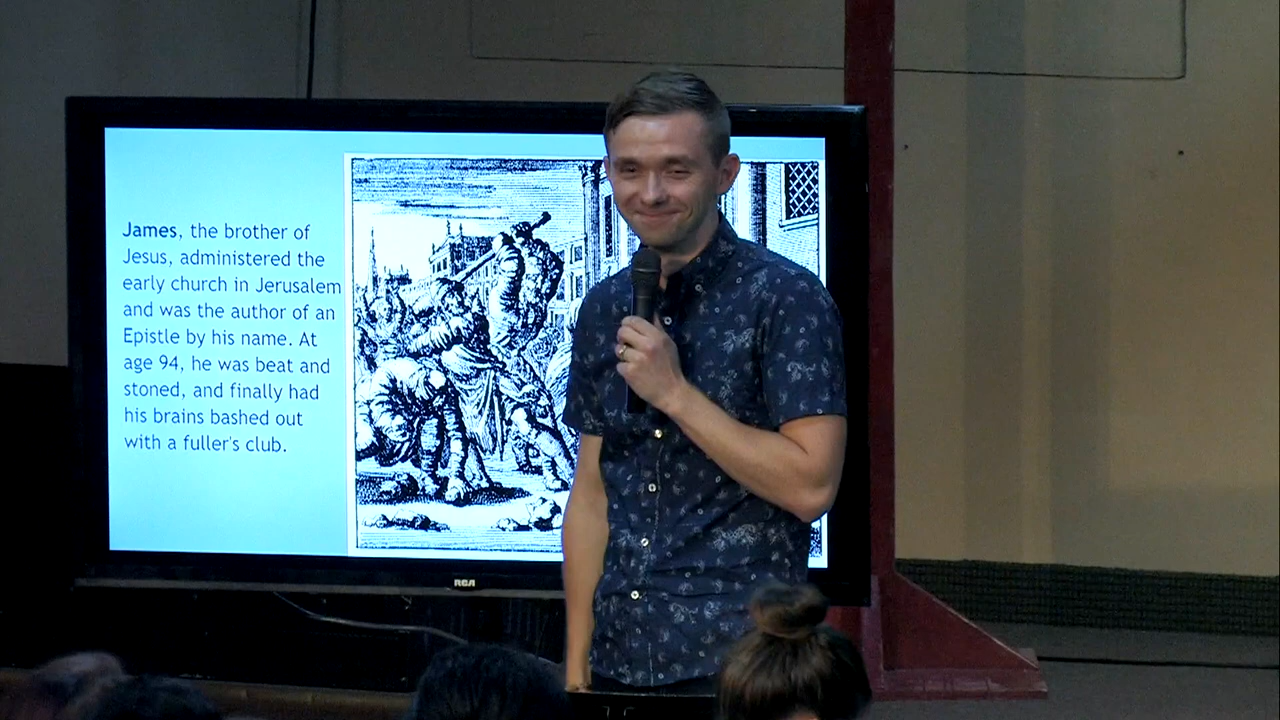 James, the brother of
Jesus, administered the
early church in Jerusalem
and was the author of an
Epistle by his name. At
age 94, he was beat and
stoned, and finally had
his brains bashed out
with a fuller's club.
RCA